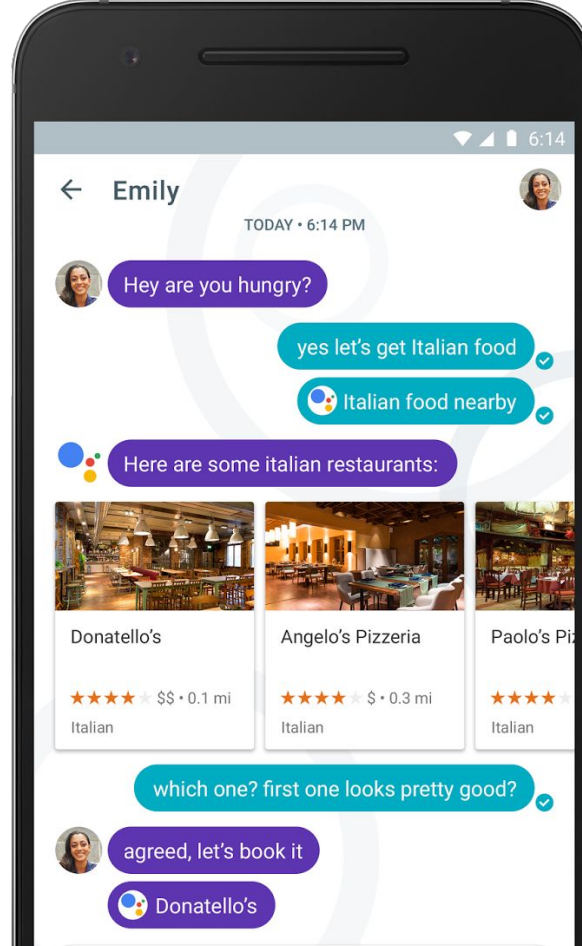 6:14
Emily
TODAY • 6:14 PM
Hey are you hungry?
yes let's get Italian food
Italian food nearby
Here are some italian restaurants:
Donatello's
$$ • 0.1 mi
Italian
Angelo's Pizzeria
$ • 0.3 mi
Italian
Paolo's
Italian
which one? first one looks pretty good?
agreed, let's book it
Donatello's